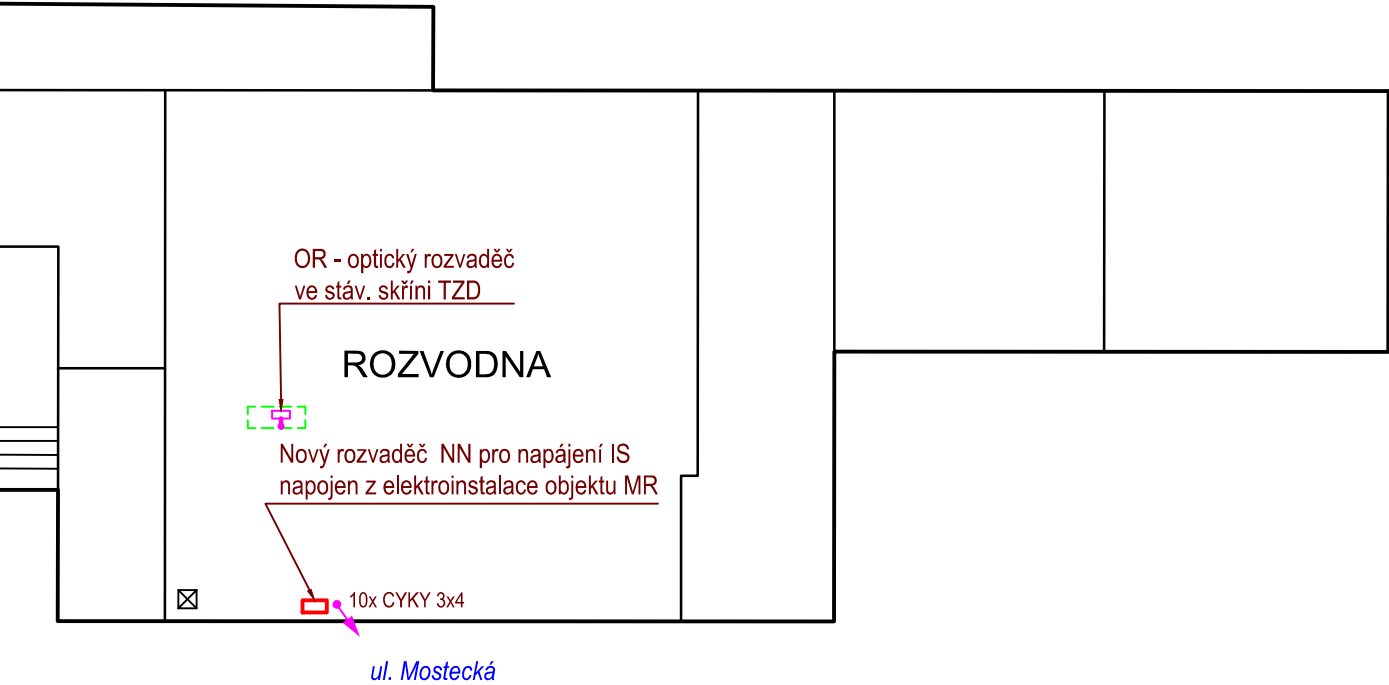 OR - optický rozvaděč
ve stáv. skříni TZD
ROZVODNA
Nový rozvaděč  NN pro napájení IS
napojen z elektroinstalace objektu MR
10x CYKY 3x4
ul. Mostecká